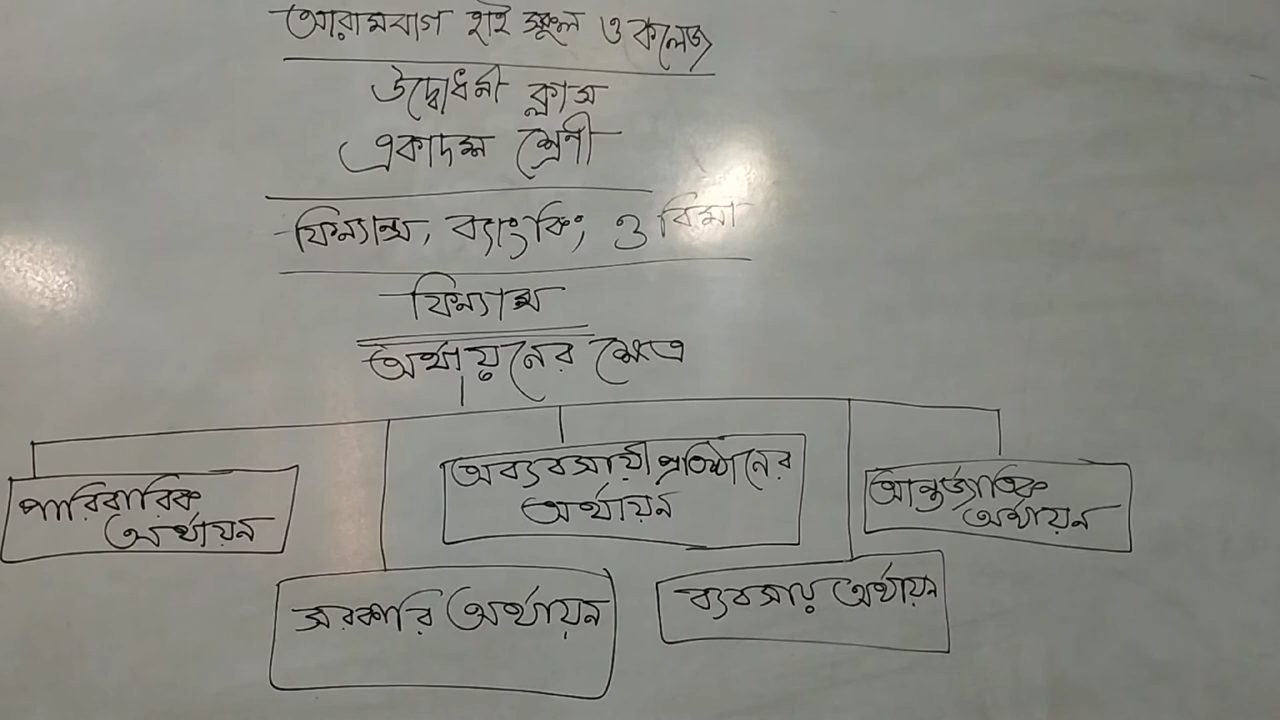 আরামবাগ হাই স্কুল ও কলেজ
উদ্বোধনী ক্লাস
একাদশ শ্রেণী
ফিন্যান্স, ব্যাংকিং ও বিমা
ফিন্যান্স
অর্থায়নের ক্ষেত্র
পারিবারিক
অর্থায়ন
সরকারি অর্থায়ন
অব্যবসায়ী প্রতিষ্ঠানের
অর্থায়ন
ব্যবসায় অর্থায়ন
আন্তর্জাতিক
অর্থায়ন